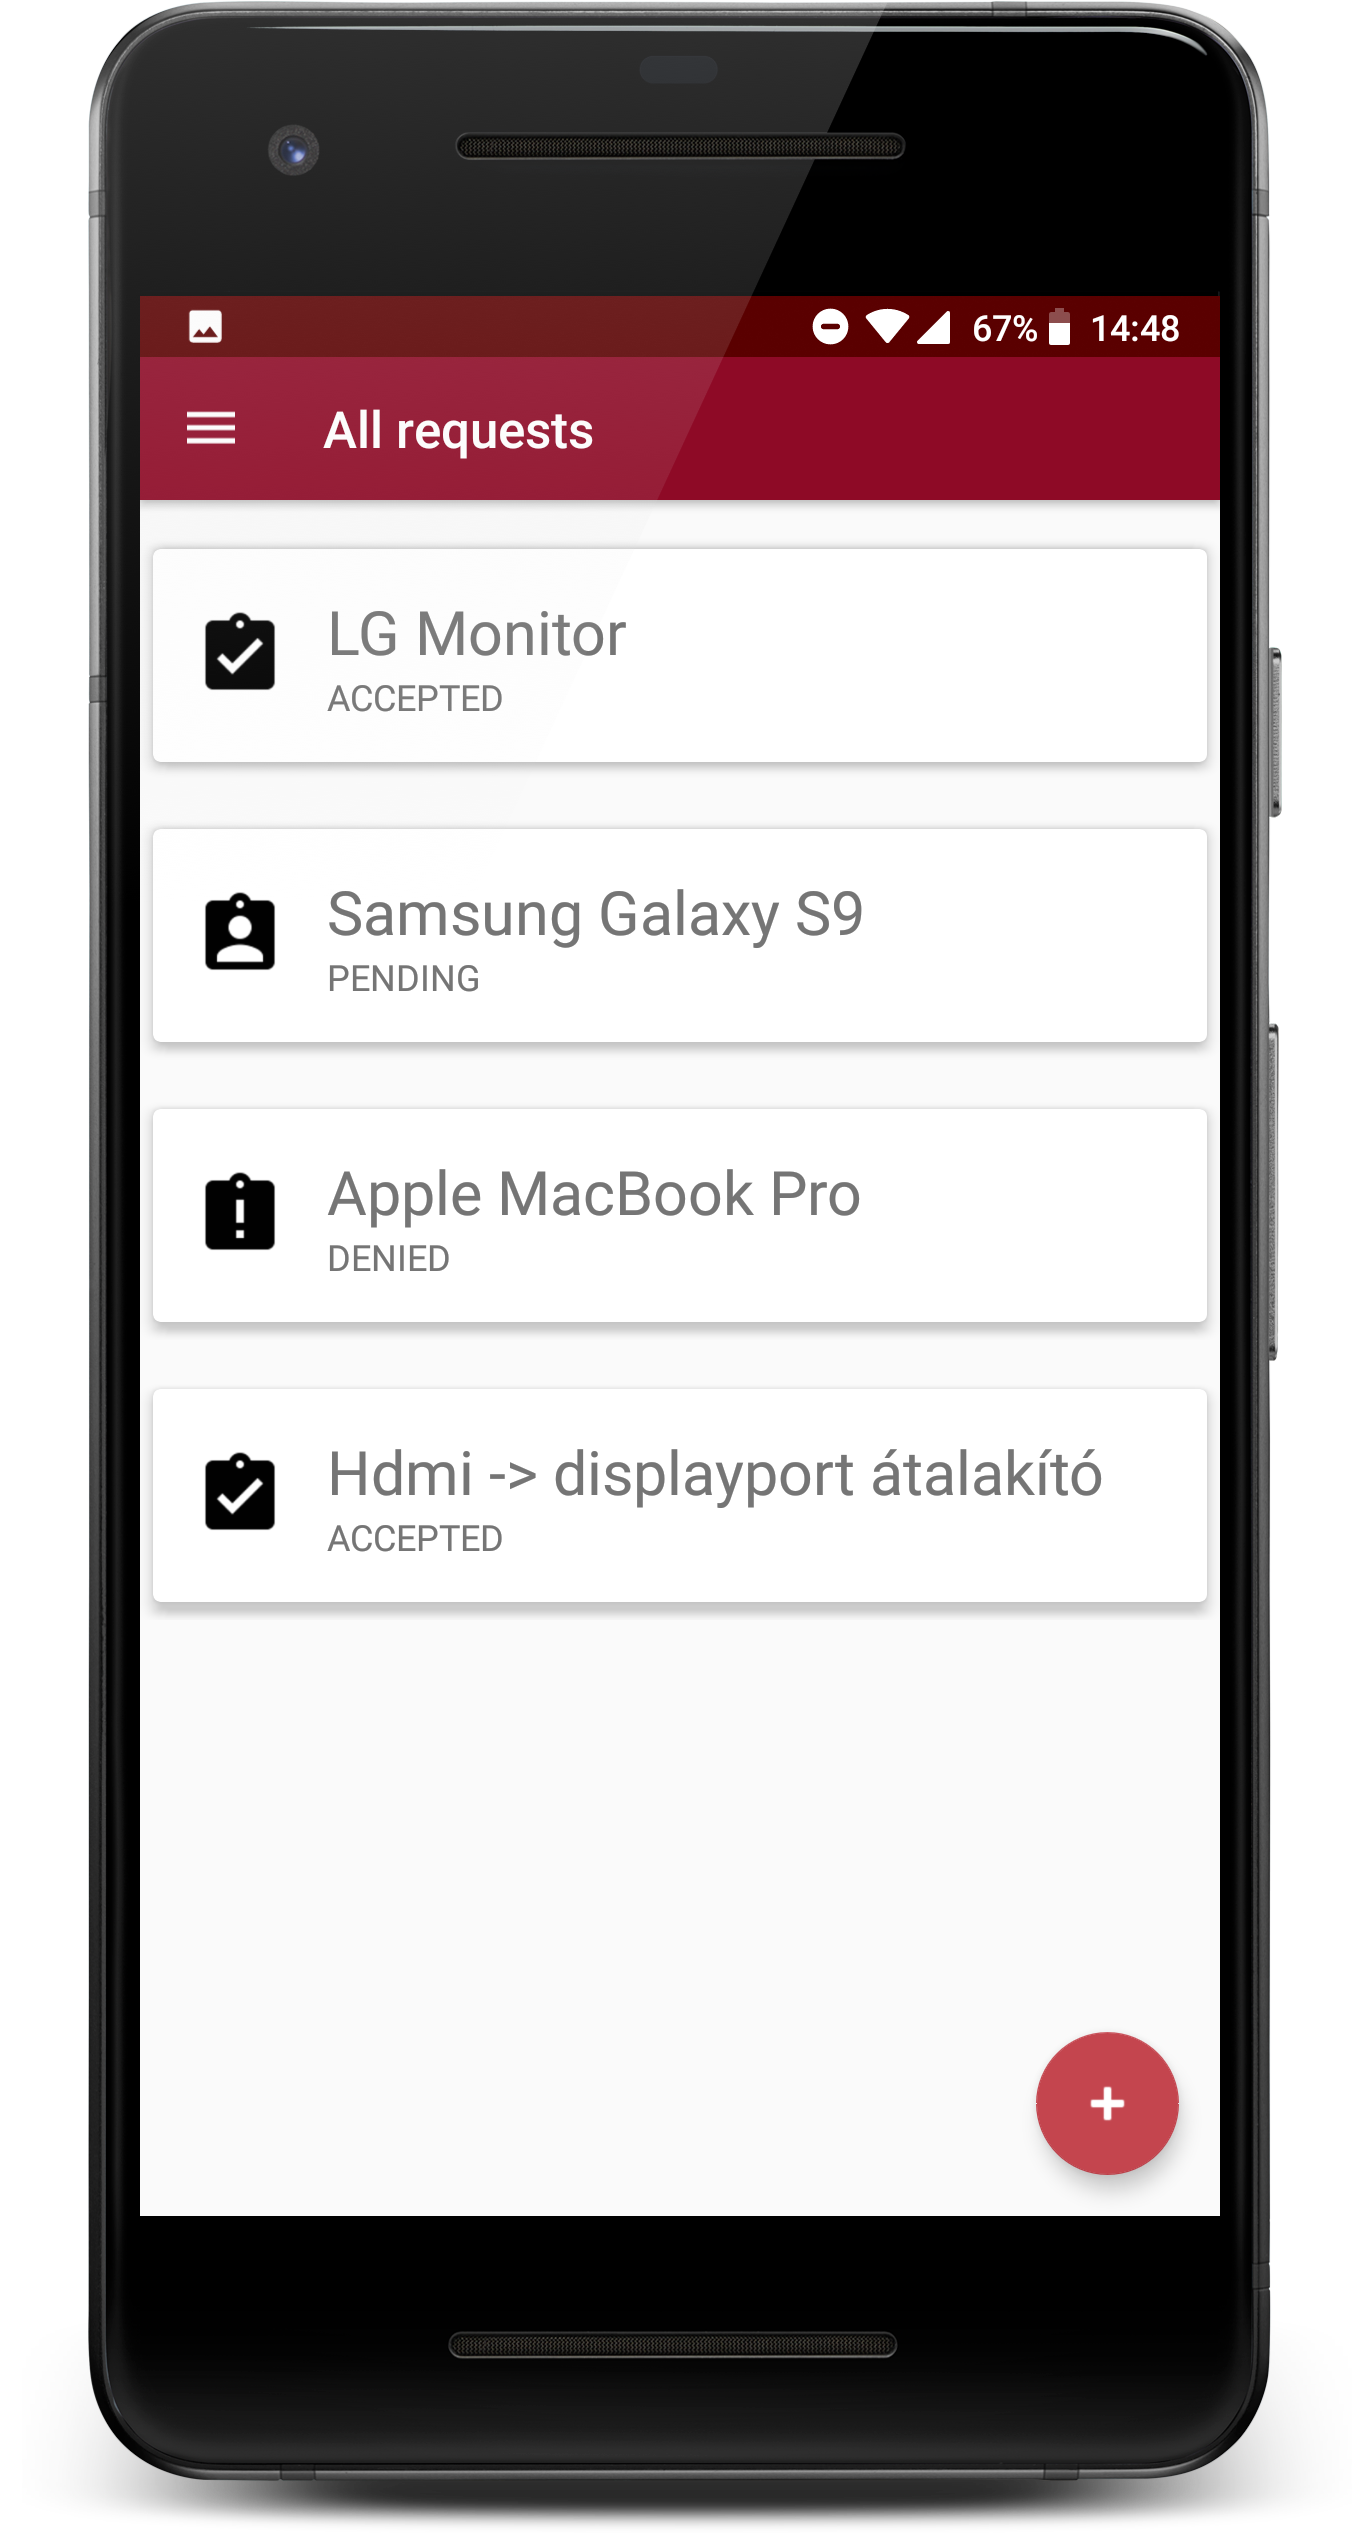 67% 14:48
All requests
LG Monitor
ACCEPTED
Samsung Galaxy S9
PENDING
Apple MacBook Pro
DENIED
Hdmi -> displayport átalakító
ACCEPTED